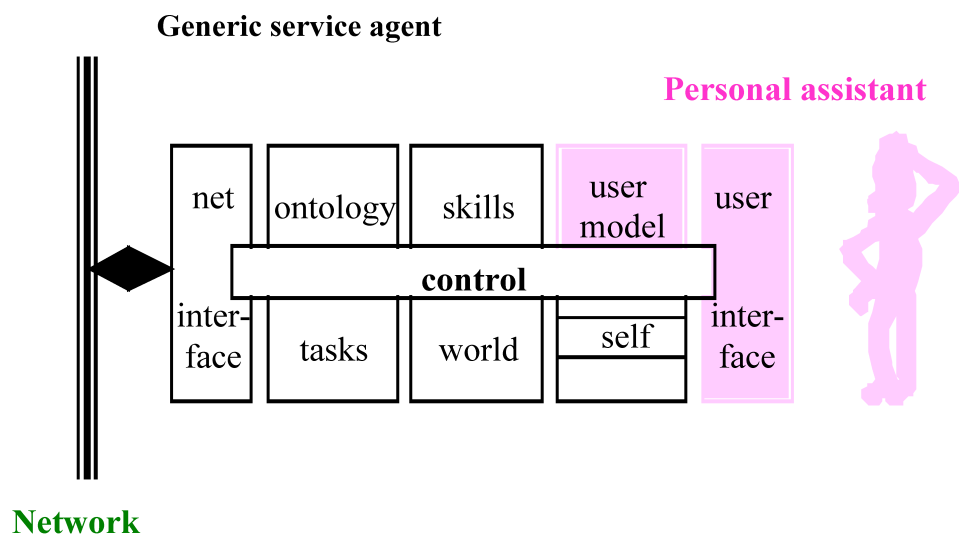 Generic service agent
Personal assistant
net
inter-
face
ontology
skills
user
model
user
inter-
face
control
tasks
world
self
Network